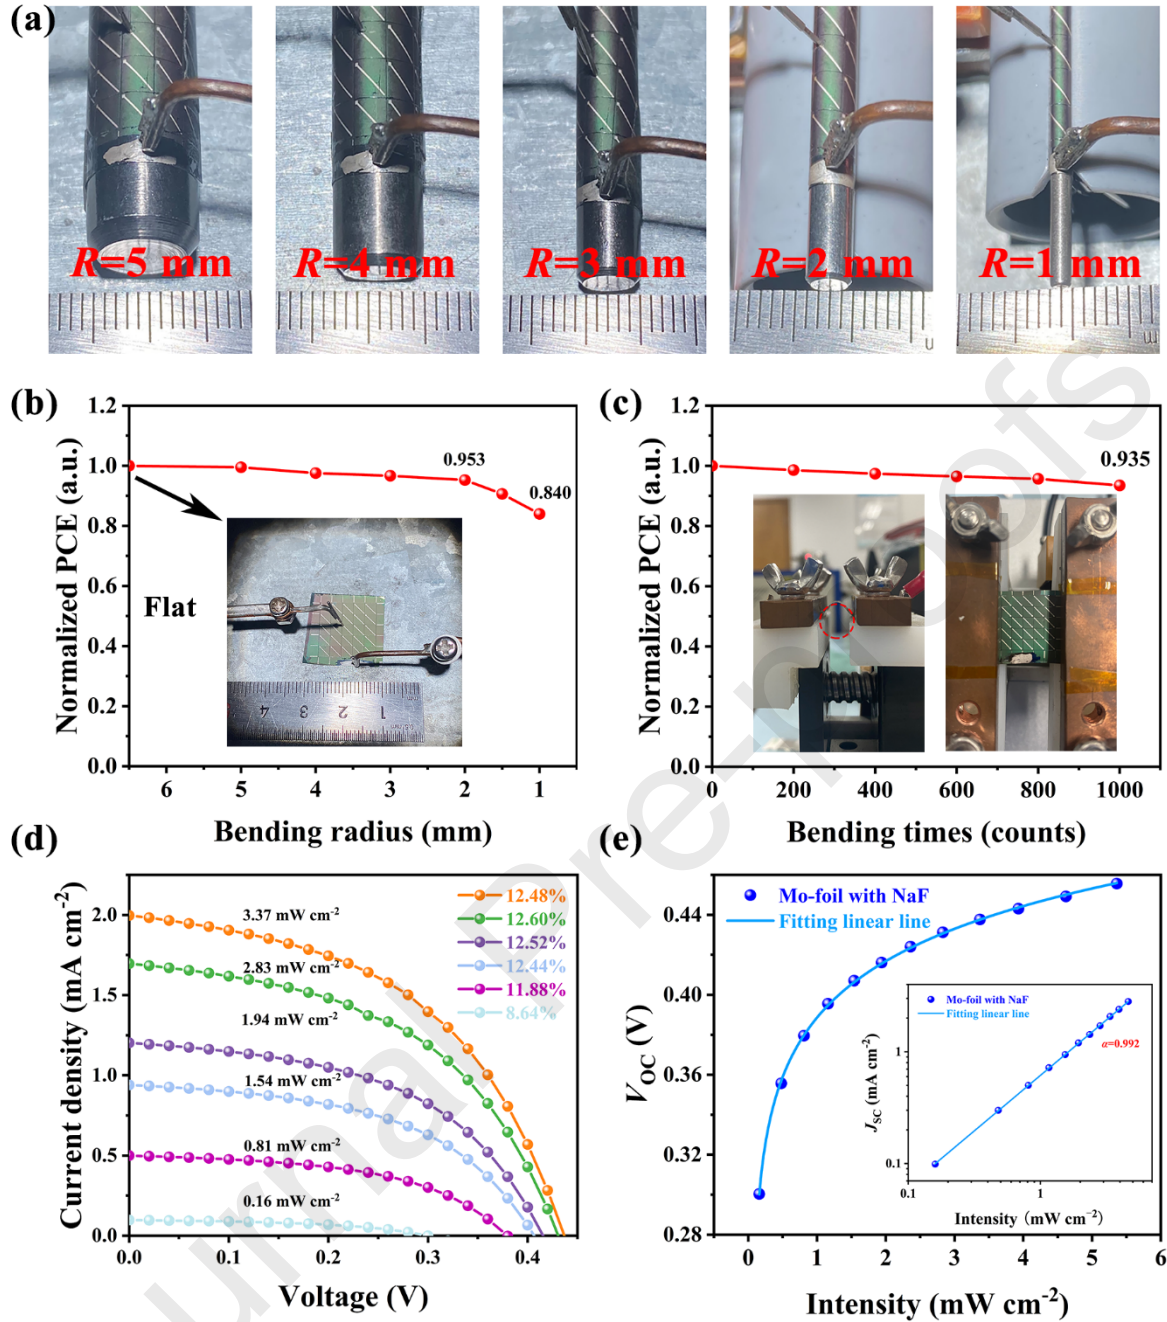 (a)
R=5 mm
R=4 mm
R=3 mm
R=2 mm
R=1 mm
(b)
1.2
1.0
0.8
0.6
0.4
0.2
0.0
Normalized PCE (a.u.)
0.953
0.840
Flat
4 3 2 1
6 5 4 3 2 1
Bending radius (mm)
(c)
1.2
1.0
0.8
0.6
0.4
0.2
0.0
Normalized PCE (a.u.)
0.935
0 200 400 600 800 1000
Bending times (counts)
(d)
2.0
1.5
1.0
0.5
0.0
Current density (mA cm⁻²)
3.37 mW cm⁻²
2.83 mW cm⁻²
1.94 mW cm⁻²
1.54 mW cm⁻²
0.81 mW cm⁻²
0.16 mW cm⁻²
12.48%
12.60%
12.52%
12.44%
11.88%
8.64%
0.0 0.1 0.2 0.3 0.4
Voltage (V)
(e)
0.44
0.40
0.36
0.32
0.28
V_OC (V)
Mo-foil with NaF
Fitting linear line
Mo-foil with NaF
Fitting linear line
α=0.992
1
0.1
J_SC (mA cm⁻²)
0.1 1
Intensity (mW cm⁻²)
0 1 2 3 4 5 6
Intensity (mW cm⁻²)
urnal Pre-proofs